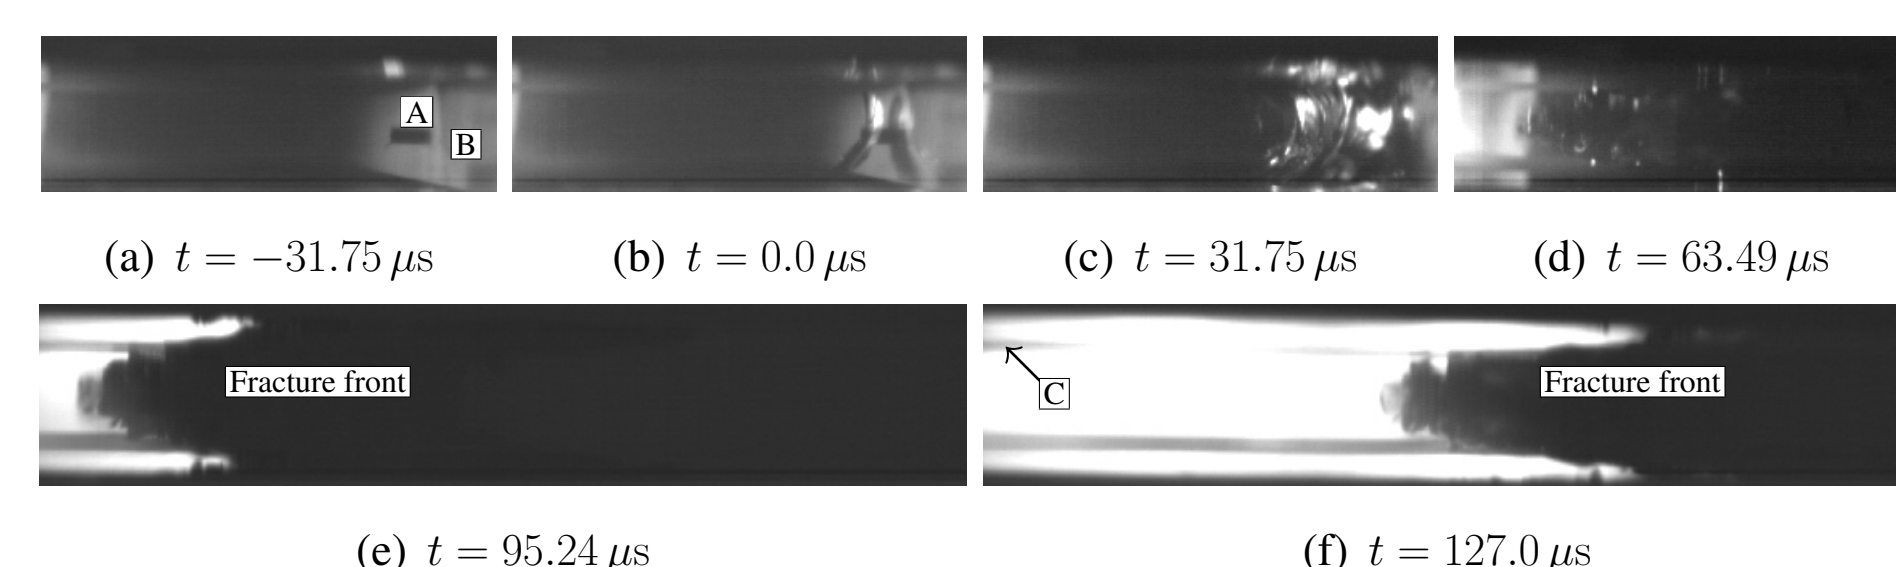 A
B
(a) t = −31.75 μs
(b) t = 0.0 μs
(c) t = 31.75 μs
(d) t = 63.49 μs
Fracture front
C
Fracture front
(e) t = 95.24 μs
(f) t = 127.0 μs